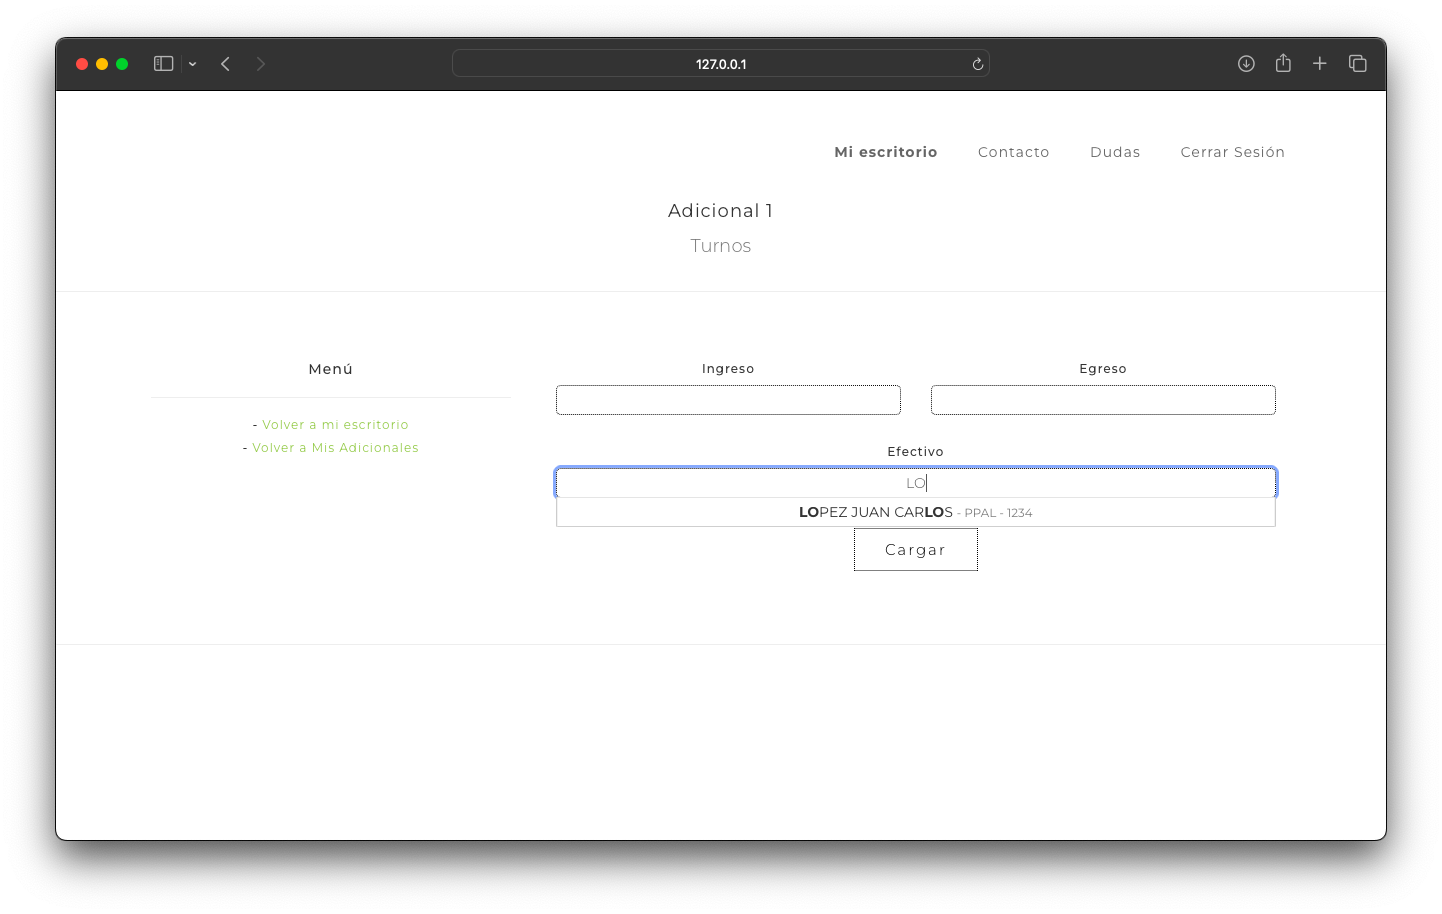 127.0.0.1
Mi escritorio Contacto Dudas Cerrar Sesión
Adicional 1
Turnos
Menú
- Volver a mi escritorio
- Volver a Mis Adicionales
Ingreso Egreso
Efectivo
LO
LOPEZ JUAN CARLOS - PPAL - 1234
Cargar